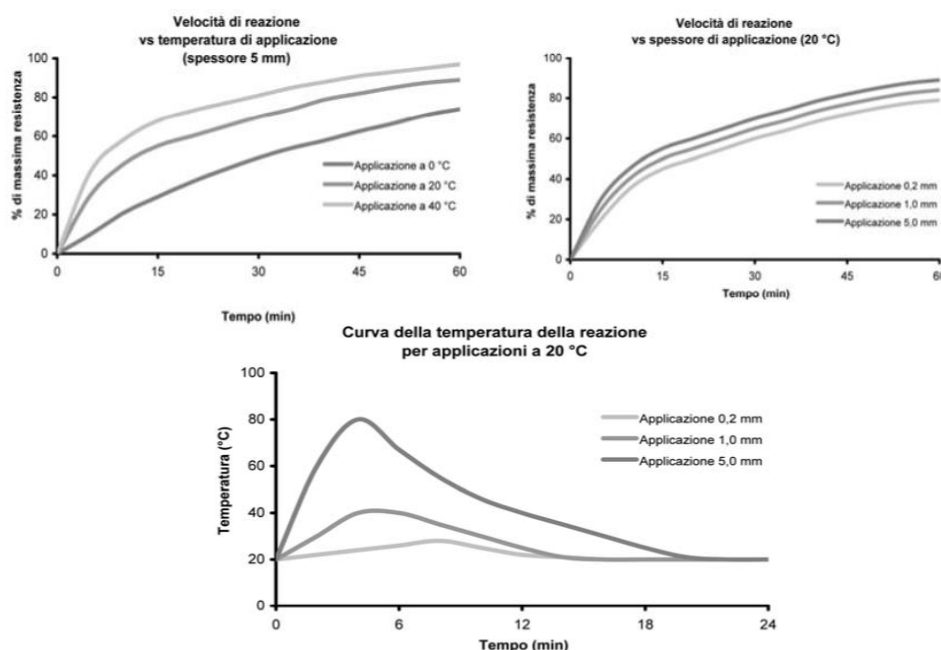 Velocità di reazione
vs temperatura di applicazione
(spessore 5 mm)
% di massima resistenza
100
80
60
40
20
0
Applicazione a 0 °C
Applicazione a 20 °C
Applicazione a 40 °C
0
15
30
45
60
Tempo (min)
Velocità di reazione
vs spessore di applicazione (20 °C)
% di massima resistenza
100
80
60
40
20
0
Applicazione 0,2 mm
Applicazione 1,0 mm
Applicazione 5,0 mm
0
15
30
45
60
Tempo (min)
Curva della temperatura della reazione
per applicazioni a 20 °C
Temperatura (°C)
100
80
60
40
20
0
Applicazione 0,2 mm
Applicazione 1,0 mm
Applicazione 5,0 mm
0
6
12
18
24
Tempo (min)